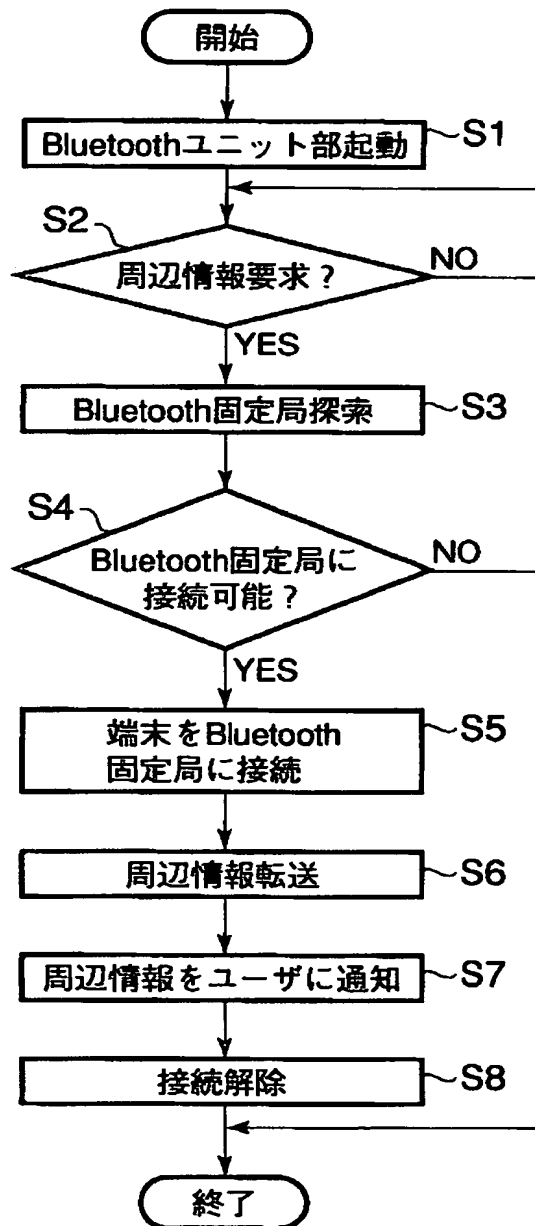 開始
Bluetoothユニット部起動
S1
S2
周辺情報要求？
NO
YES
Bluetooth固定局探索
S3
S4
Bluetooth固定局に
接続可能？
NO
YES
端末をBluetooth
固定局に接続
S5
周辺情報転送
S6
周辺情報をユーザに通知
S7
接続解除
S8
終了